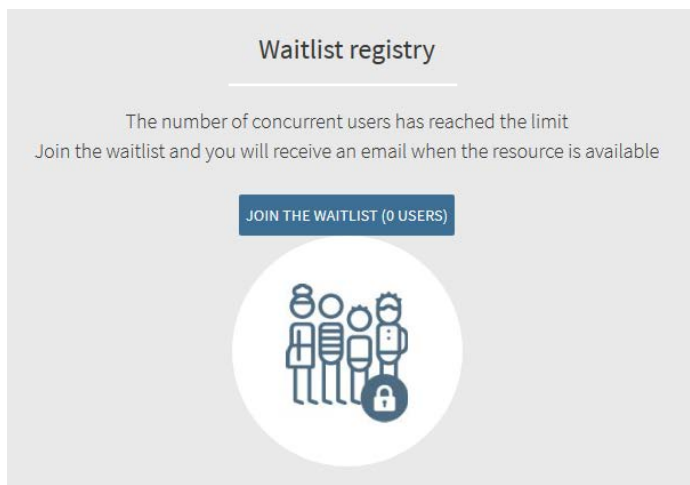 Waitlist registry
The number of concurrent users has reached the limit
Join the waitlist and you will receive an email when the resource is available
JOIN THE WAITLIST (0 USERS)